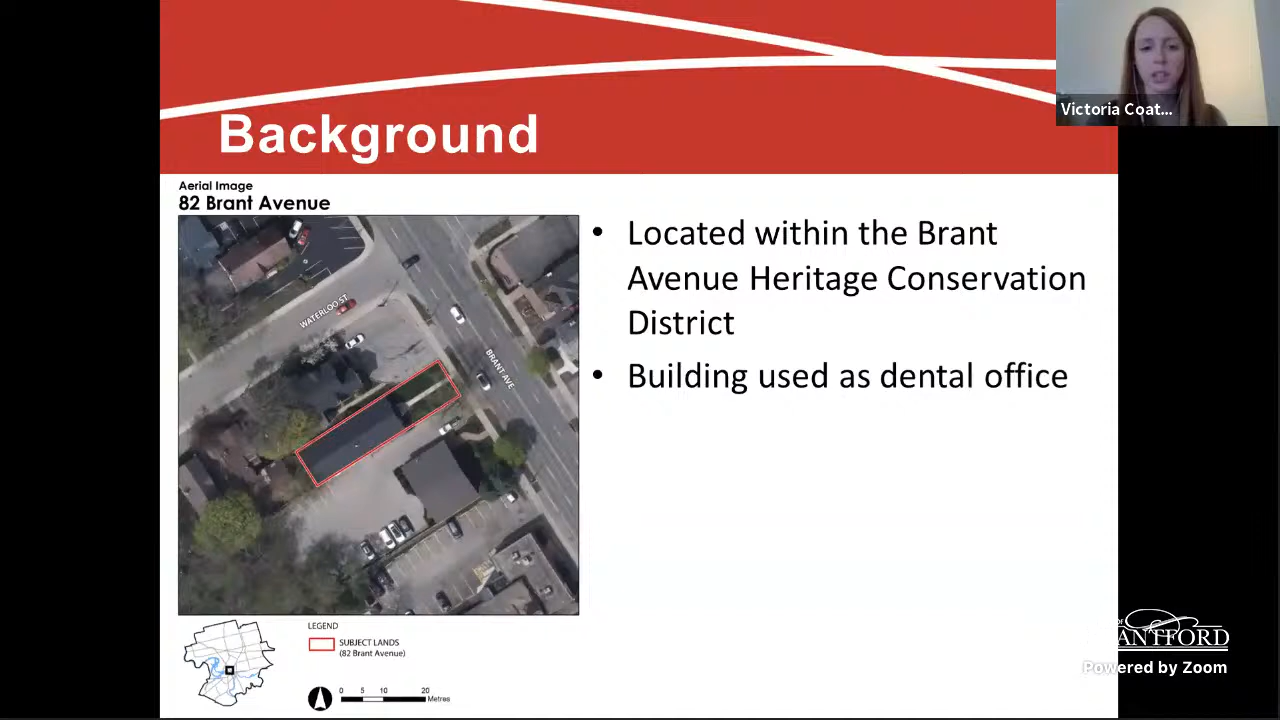 Background
Victoria Coat...
Aerial Image
82 Brant Avenue
WATERLOO ST
BRANT AVE
• Located within the Brant
Avenue Heritage Conservation
District
• Building used as dental office
LEGEND
SUBJECT LANDS
(82 Brant Avenue)
0 5 10 20
Metres
OF
ANTFORD
Powered by Zoom